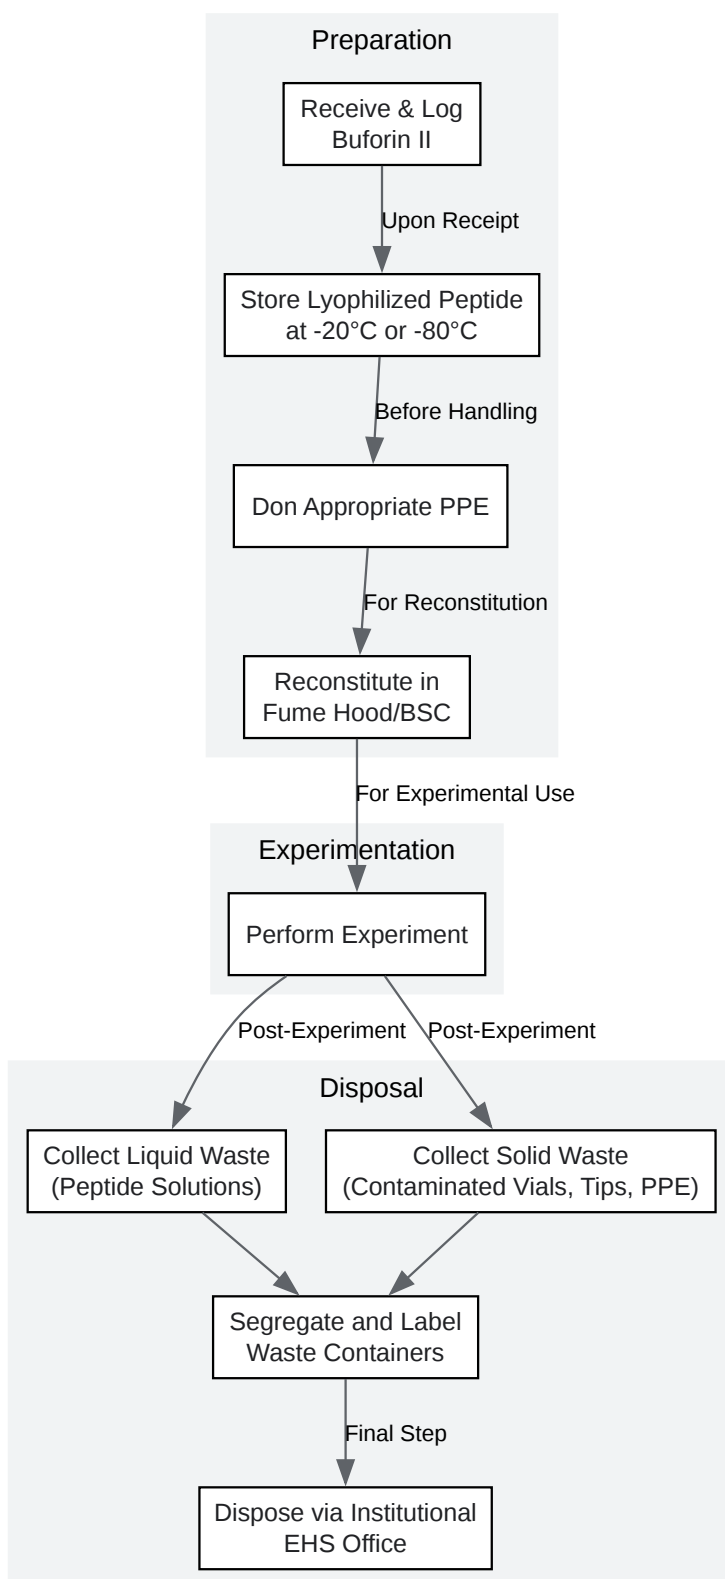 Preparation
Receive & Log
Buforin II
Upon Receipt
Store Lyophilized Peptide
at -20°C or -80°C
Before Handling
Don Appropriate PPE
For Reconstitution
Reconstitute in
Fume Hood/BSC
For Experimental Use
Experimentation
Perform Experiment
Post-Experiment
Post-Experiment
Disposal
Collect Liquid Waste
(Peptide Solutions)
Collect Solid Waste
(Contaminated Vials, Tips, PPE)
Segregate and Label
Waste Containers
Final Step
Dispose via Institutional
EHS Office